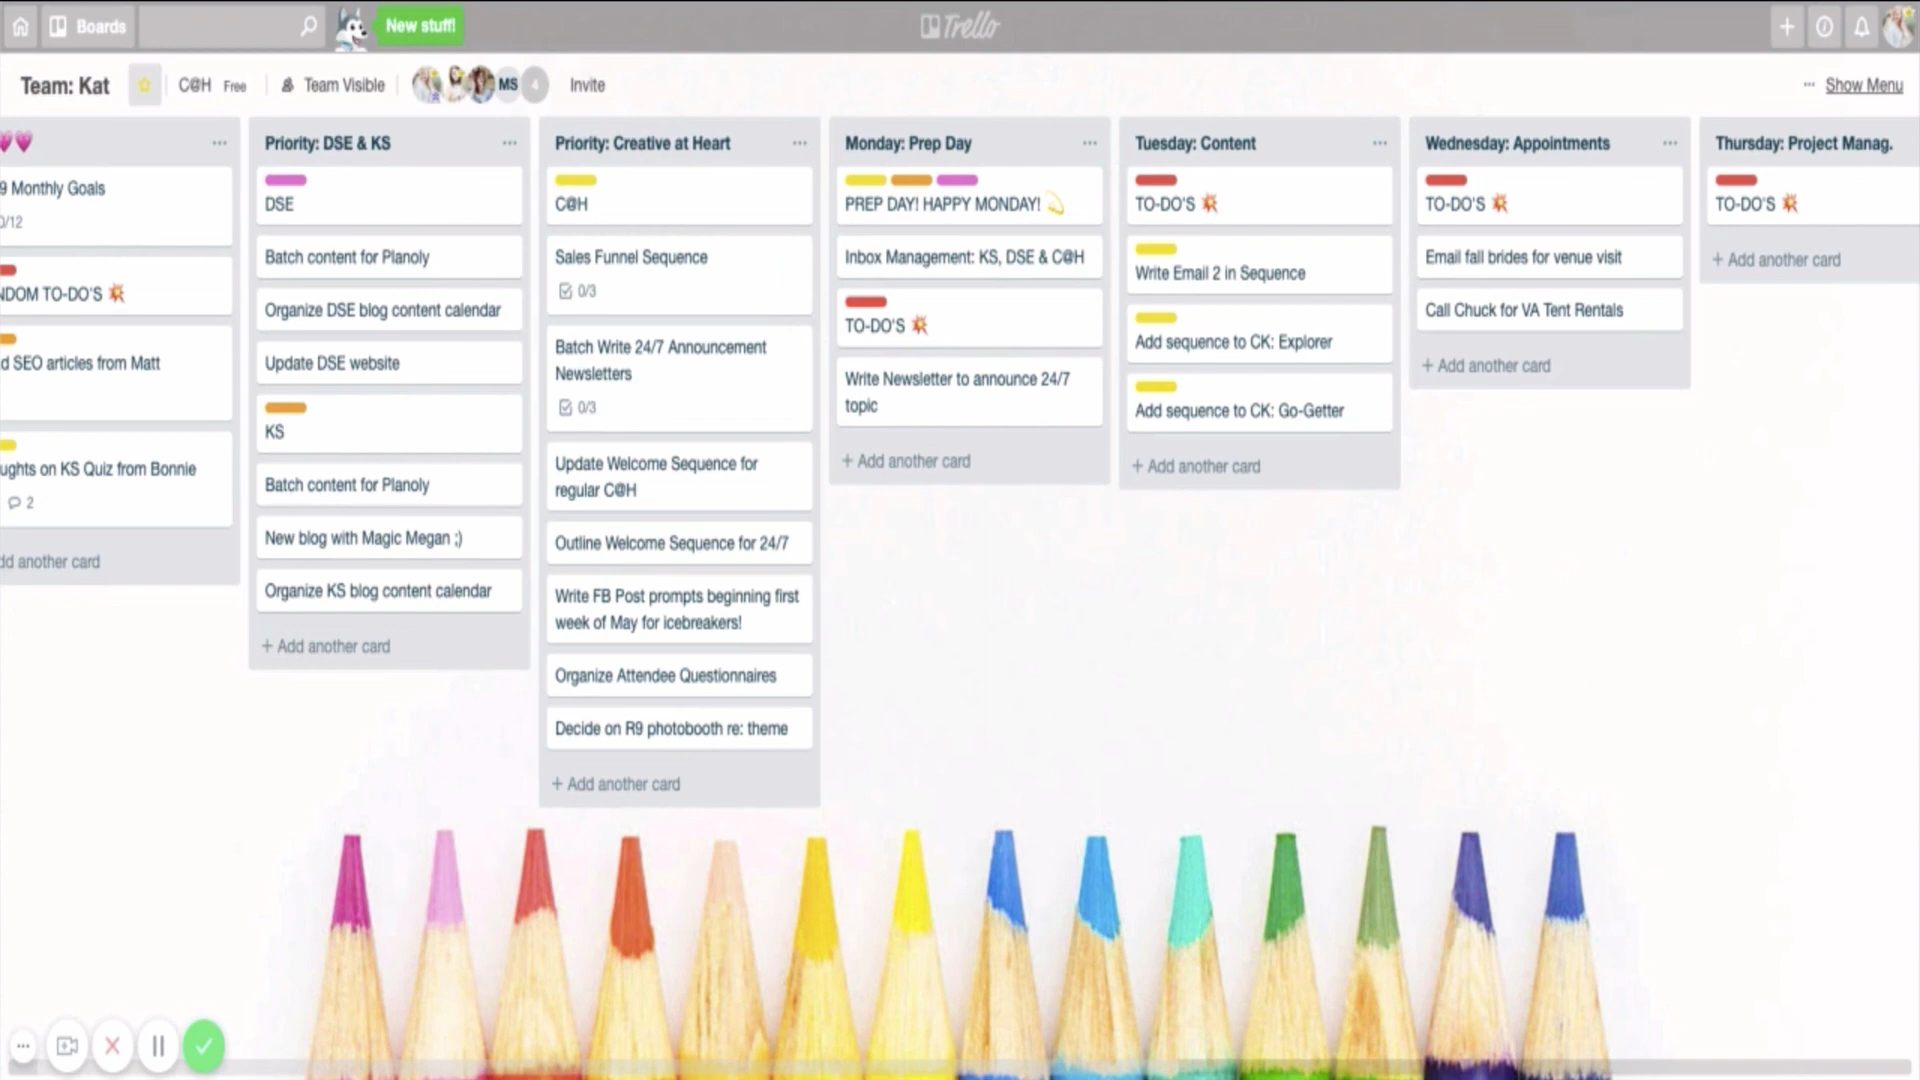 Boards
New stuff!
Trello
Team: Kat
C@H
Free
Team Visible
MS
4
Invite
··· Show Menu
9 Monthly Goals
0/12
NDOM TO-DO'S 💥
d SEO articles from Matt
ughts on KS Quiz from Bonnie
2
dd another card
Priority: DSE & KS
DSE
Batch content for Planoly
Organize DSE blog content calendar
Update DSE website
KS
Batch content for Planoly
New blog with Magic Megan ;)
Organize KS blog content calendar
+ Add another card
Priority: Creative at Heart
C@H
Sales Funnel Sequence
0/3
Batch Write 24/7 Announcement
Newsletters
0/3
Update Welcome Sequence for
regular C@H
Outline Welcome Sequence for 24/7
Write FB Post prompts beginning first
week of May for icebreakers!
Organize Attendee Questionnaires
Decide on R9 photobooth re: theme
+ Add another card
Monday: Prep Day
PREP DAY! HAPPY MONDAY! 💫
Inbox Management: KS, DSE & C@H
TO-DO'S 💥
Write Newsletter to announce 24/7
topic
+ Add another card
Tuesday: Content
TO-DO'S 💥
Write Email 2 in Sequence
Add sequence to CK: Explorer
Add sequence to CK: Go-Getter
+ Add another card
Wednesday: Appointments
TO-DO'S 💥
Email fall brides for venue visit
Call Chuck for VA Tent Rentals
+ Add another card
Thursday: Project Manag.
TO-DO'S 💥
+ Add another card